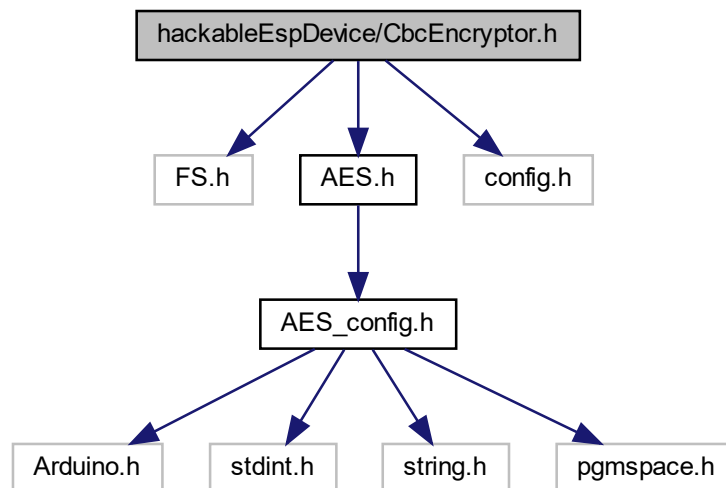 hackableEspDevice/CbcEncryptor.h
FS.h
AES.h
config.h
AES_config.h
Arduino.h
stdint.h
string.h
pgmspace.h